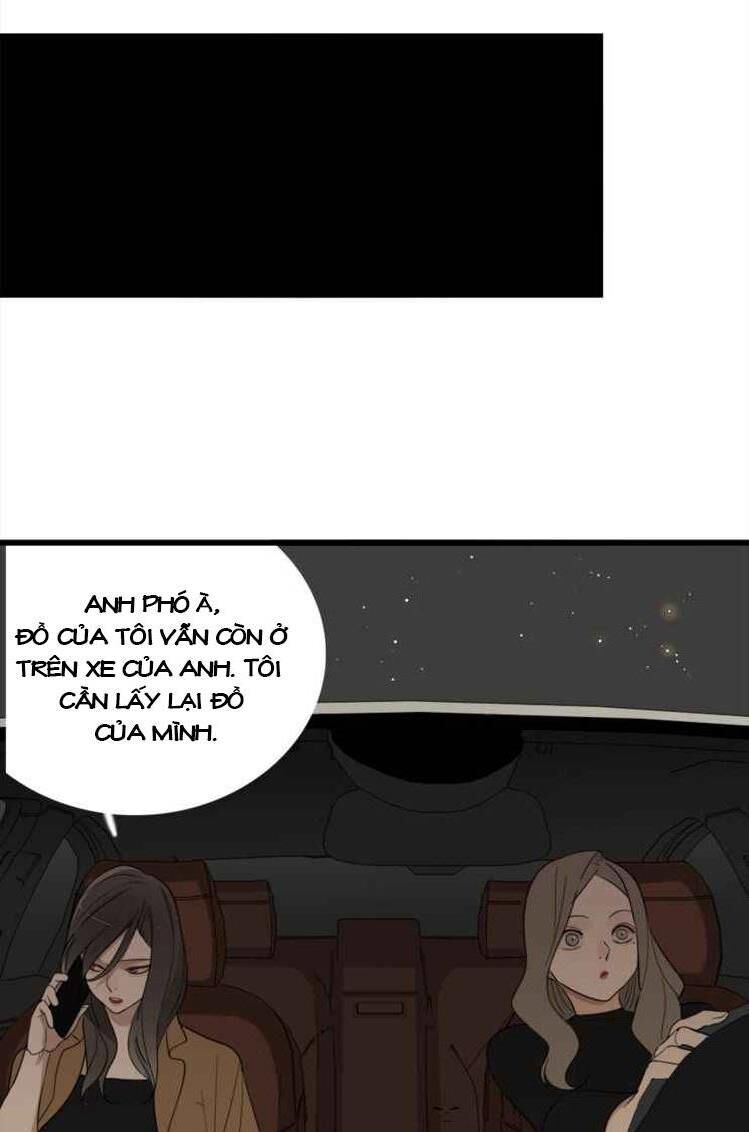 ANH PHÓ À,
ĐỒ CỦA TÔI VẪN CÒN Ở
TRÊN XE CỦA ANH. TÔI
CẦN LẤY LẠI ĐỒ
CỦA MÌNH.